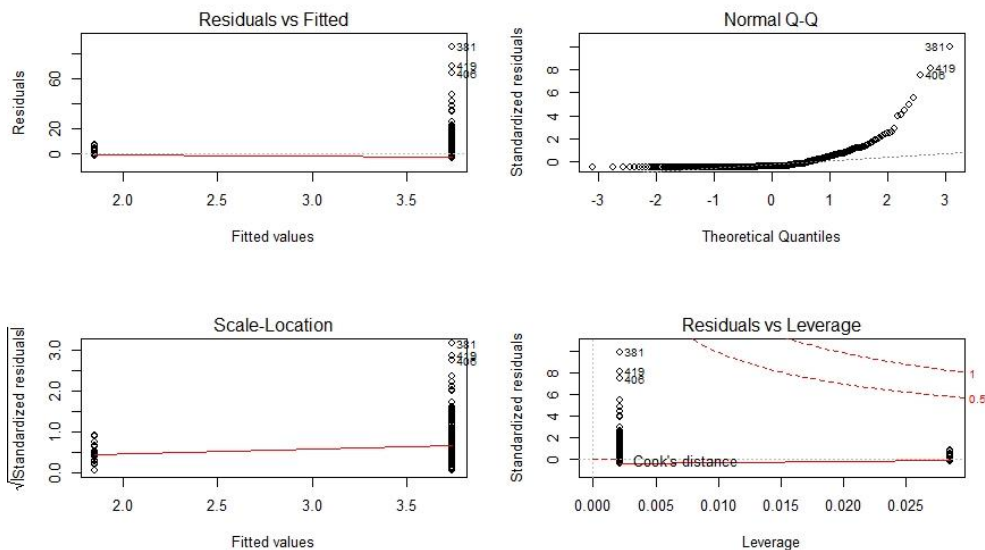 Residuals vs Fitted
Residuals
0 20 60
381
419
406
2.0 2.5 3.0 3.5
Fitted values
Normal Q-Q
Standardized residuals
0 2 4 6 8
381
419
406
-3 -2 -1 0 1 2 3
Theoretical Quantiles
Scale-Location
√|Standardized residuals|
0.0 1.0 2.0 3.0
381
419
406
2.0 2.5 3.0 3.5
Fitted values
Residuals vs Leverage
Standardized residuals
0 2 4 6 8
381
419
406
1
0.5
Cook's distance
0.000 0.005 0.010 0.015 0.020 0.025
Leverage